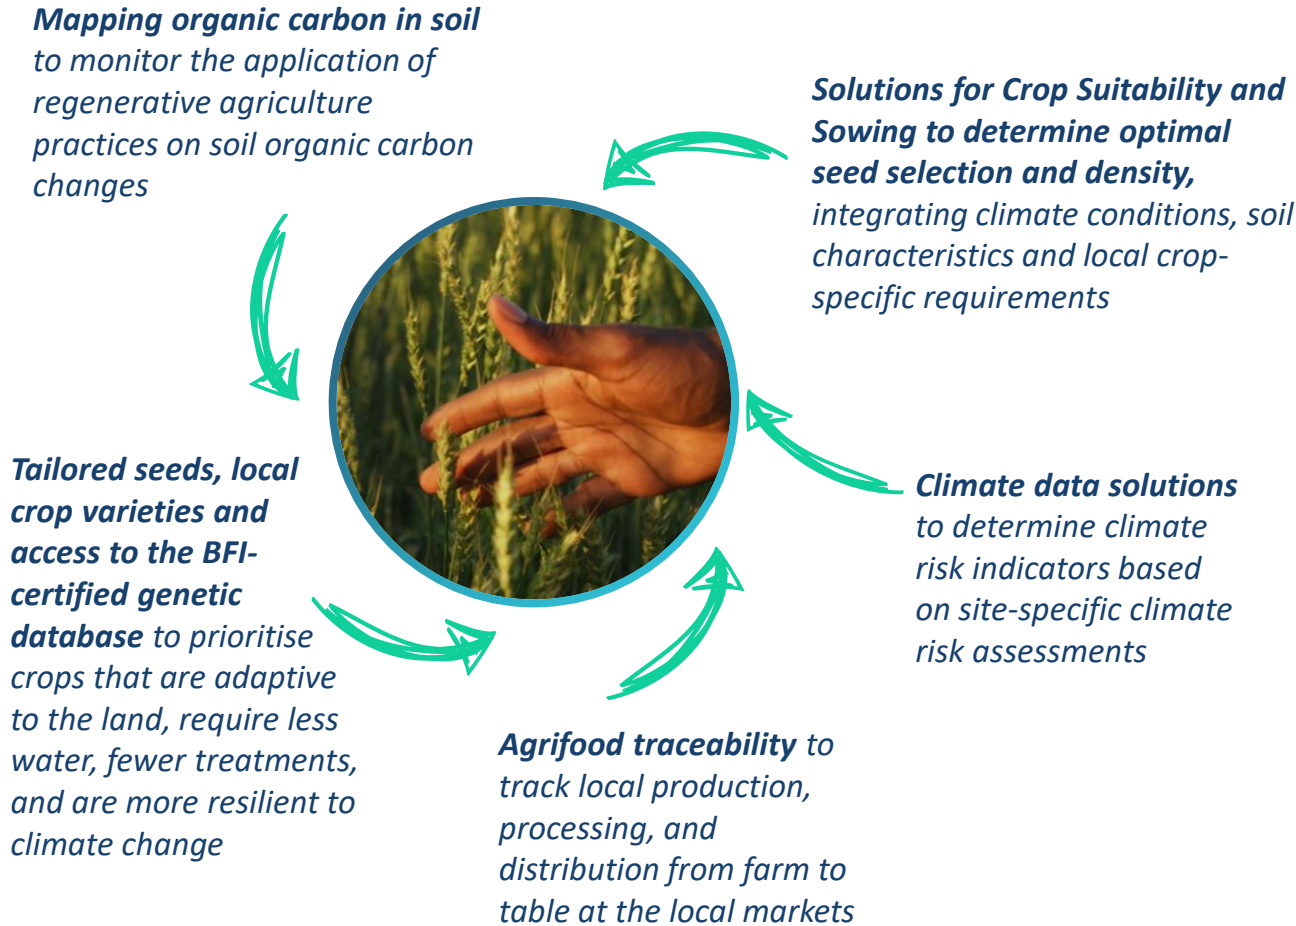 Mapping organic carbon in soil
to monitor the application of
regenerative agriculture
practices on soil organic carbon
changes
Solutions for Crop Suitability and
Sowing to determine optimal
seed selection and density,
integrating climate conditions, soil
characteristics and local crop-
specific requirements
Tailored seeds, local
crop varieties and
access to the BFI-
certified genetic
database to prioritise
crops that are adaptive
to the land, require less
water, fewer treatments,
and are more resilient to
climate change
Climate data solutions
to determine climate
risk indicators based
on site-specific climate
risk assessments
Agrifood traceability to
track local production,
processing, and
distribution from farm to
table at the local markets